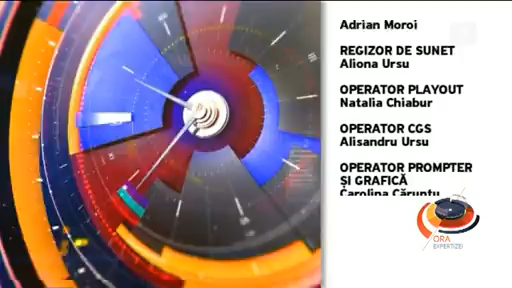 Adrian Moroi
REGIZOR DE SUNET
Aliona Ursu
OPERATOR PLAYOUT
Natalia Chiabur
OPERATOR CGS
Alisandru Ursu
OPERATOR PROMPTER
ȘI GRAFICĂ
Carolina Căruntu
ORA
EXPERTIZEI